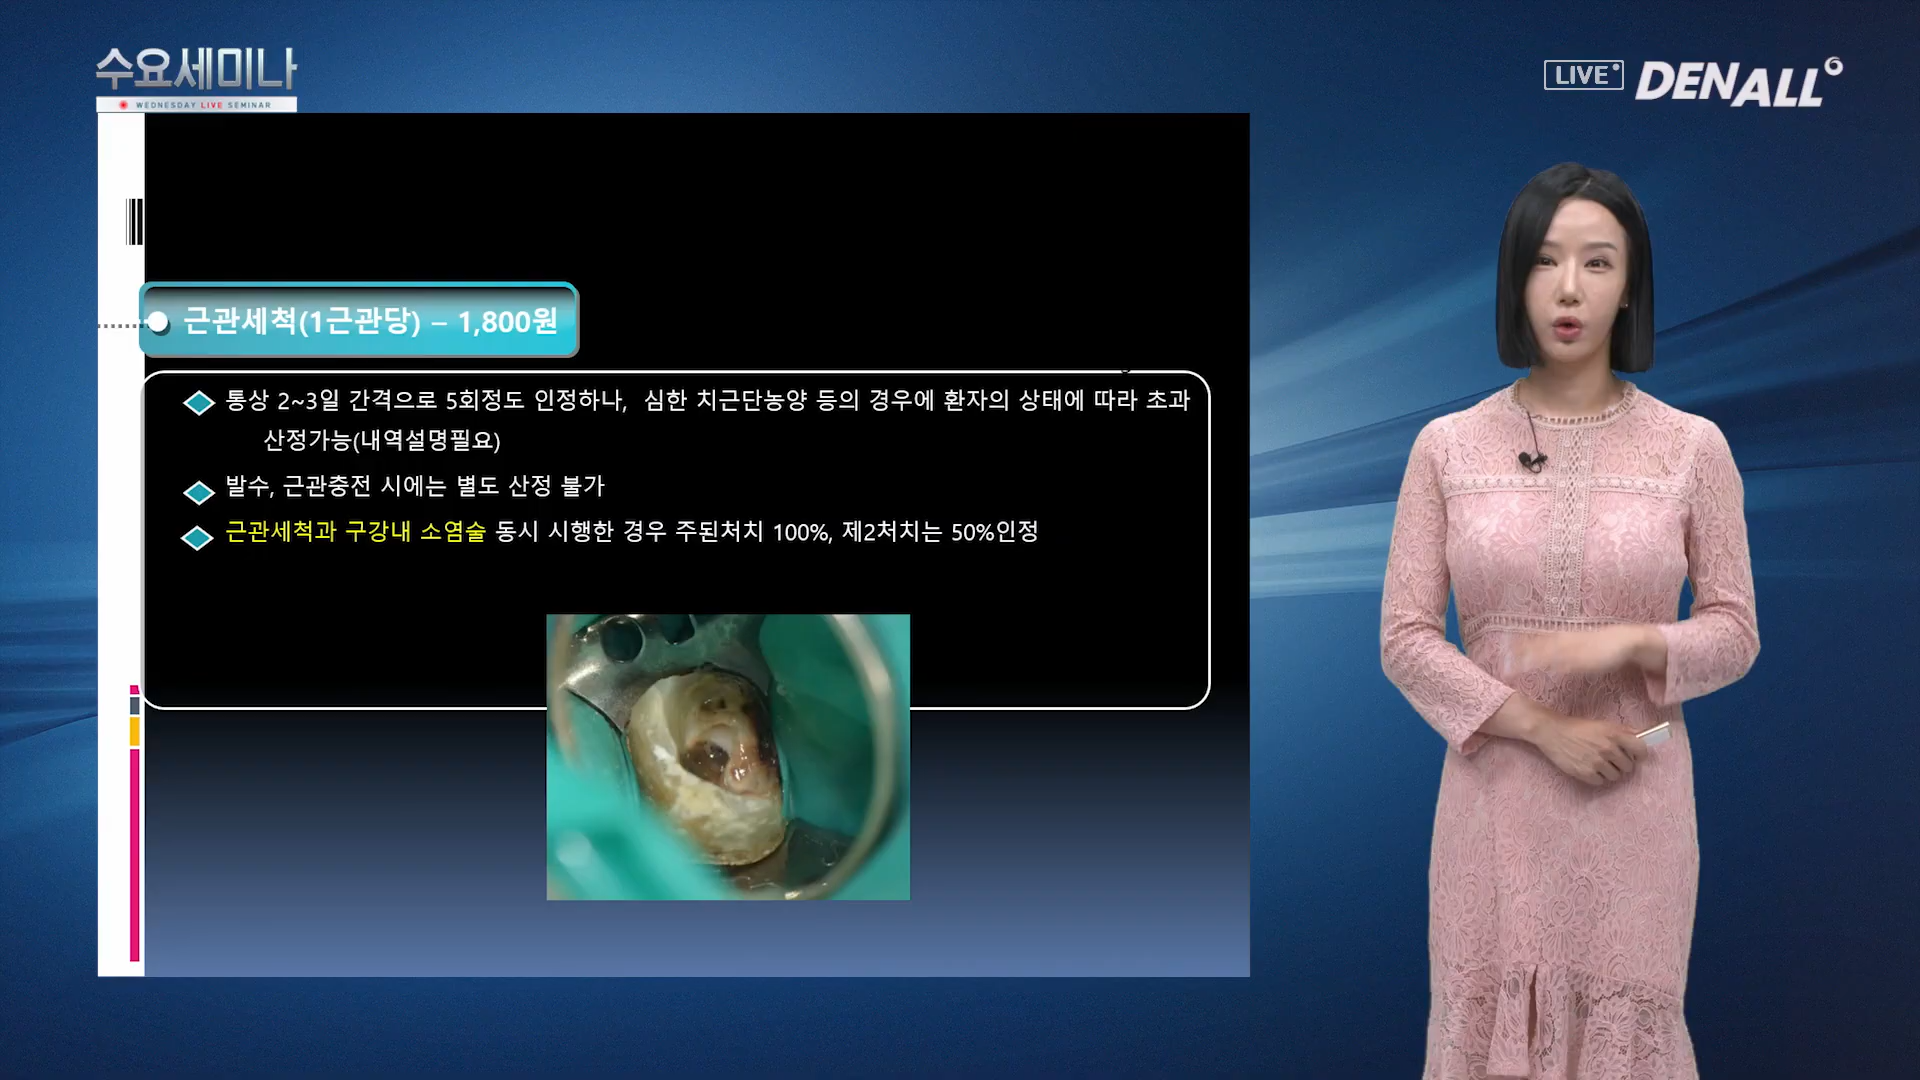 수요세미나
WEDNESDAY LIVE SEMINAR
LIVE
DENALL
근관세척(1근관당) – 1,800원
통상 2~3일 간격으로 5회정도 인정하나, 심한 치근단농양 등의 경우에 환자의 상태에 따라 초과
산정가능(내역설명필요)
발수, 근관충전 시에는 별도 산정 불가
근관세척과 구강내 소염술 동시 시행한 경우 주된처치 100%, 제2처치는 50%인정